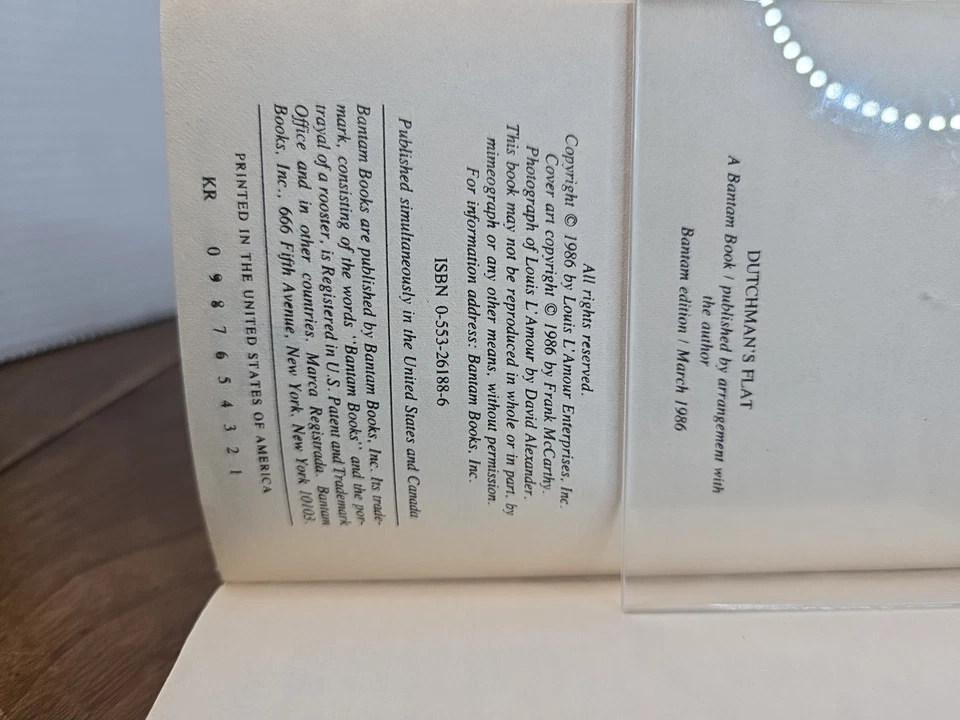 DUTCHMAN'S FLAT
A Bantam Book / published by arrangement with
the author
Bantam edition / March 1986
All rights reserved.
Copyright © 1986 by Louis L'Amour Enterprises, Inc.
Cover art copyright © 1986 by Frank McCarthy.
Photograph of Louis L'Amour by David Alexander.
This book may not be reproduced in whole or in part, by
mimeograph or any other means, without permission.
For information address: Bantam Books, Inc.
ISBN 0-553-26188-6
Published simultaneously in the United States and Canada
Bantam Books are published by Bantam Books, Inc. Its trade-
mark, consisting of the words "Bantam Books" and the por-
trayal of a rooster, is Registered in U.S. Patent and Trademark
Office and in other countries. Marca Registrada. Bantam
Books, Inc., 666 Fifth Avenue, New York, New York 10103.
PRINTED IN THE UNITED STATES OF AMERICA
KR 0 9 8 7 6 5 4 3 2 1